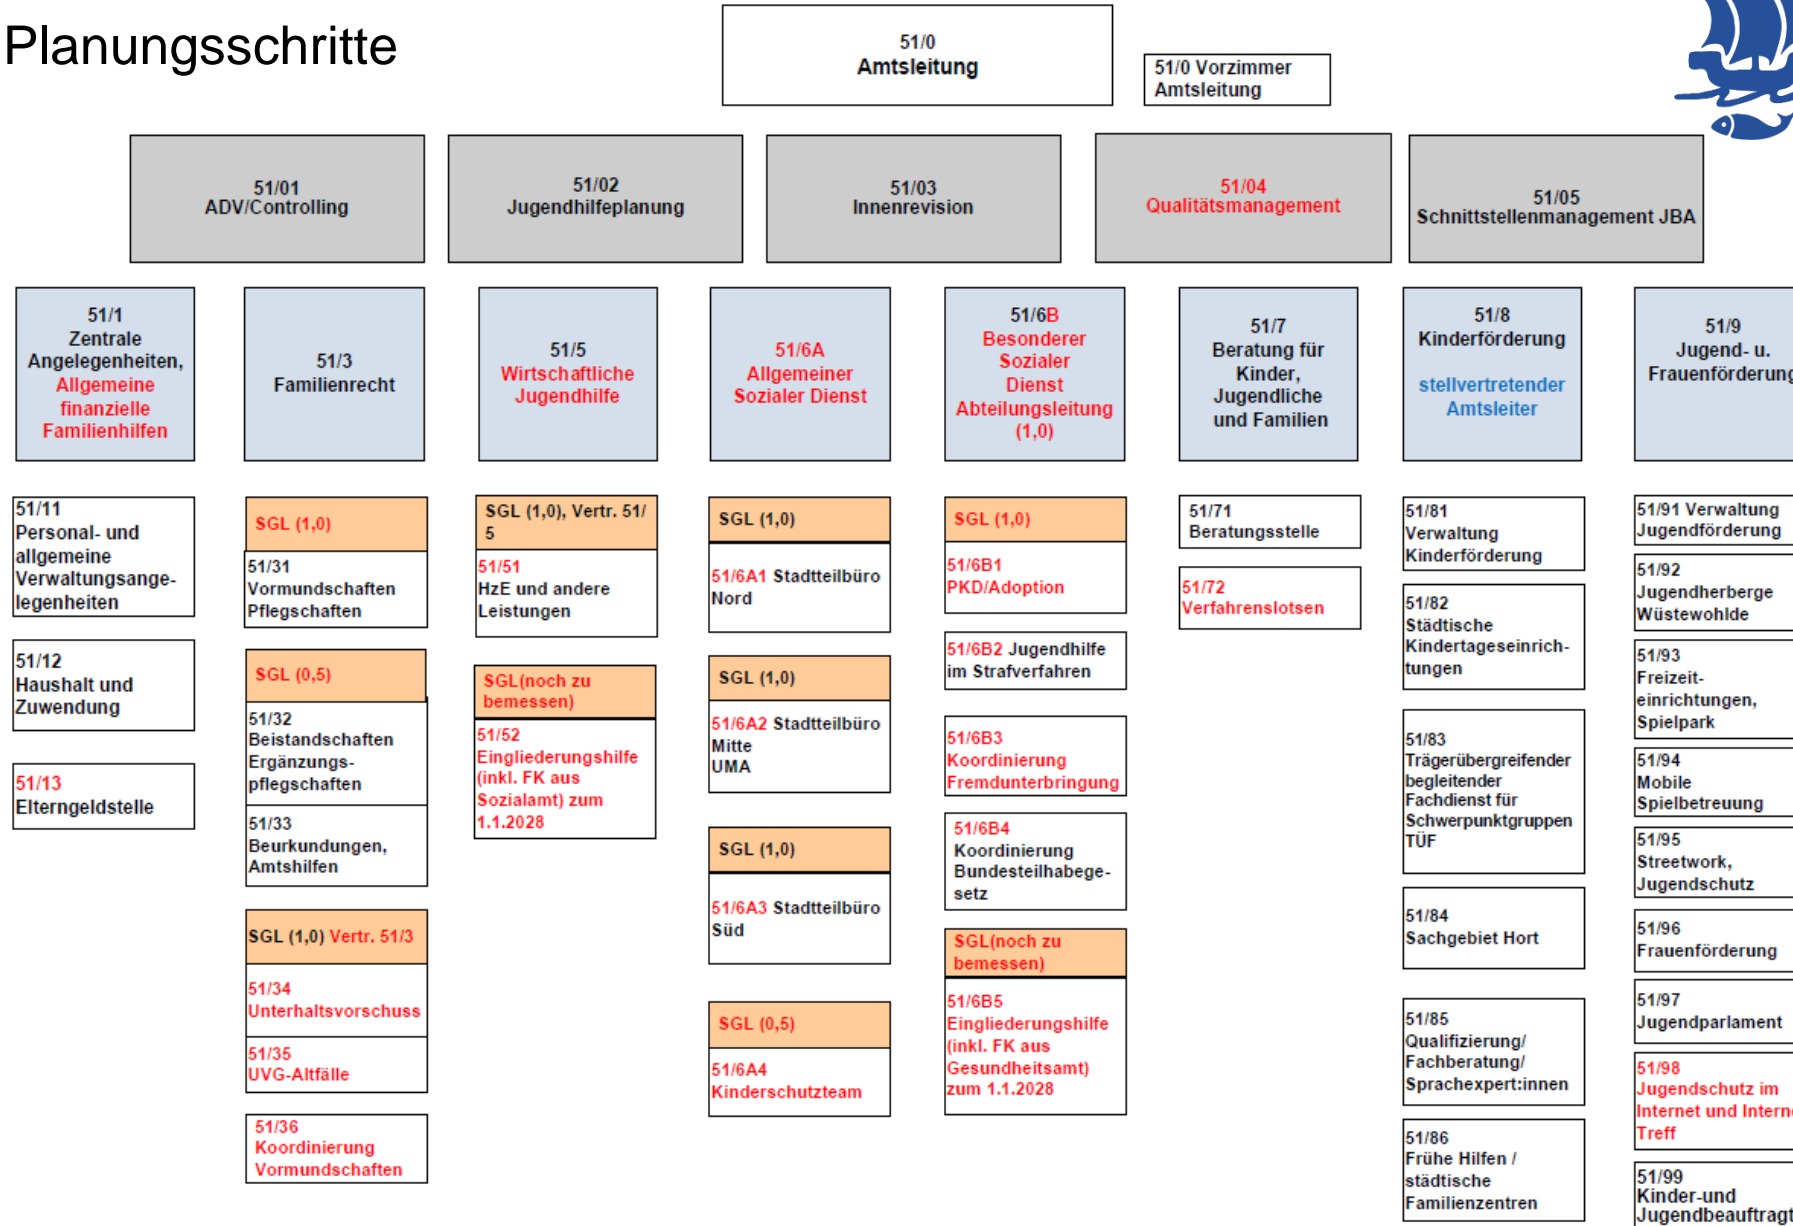 Planungsschritte
51/0
Amtsleitung
51/0 Vorzimmer
Amtsleitung
51/01
ADV/Controlling
51/02
Jugendhilfeplanung
51/03
Innenrevision
51/04
Qualitätsmanagement
51/05
Schnittstellenmanagement JBA
51/1
Zentrale
Angelegenheiten,
Allgemeine
finanzielle
Familienhilfen
51/3
Familienrecht
51/5
Wirtschaftliche
Jugendhilfe
51/6A
Allgemeiner
Sozialer Dienst
51/6B
Besonderer
Sozialer
Dienst
Abteilungsleitung
(1,0)
51/7
Beratung für
Kinder,
Jugendliche
und Familien
51/8
Kinderförderung
stellvertretender
Amtsleiter
51/9
Jugend- u.
Frauenförderung
51/11
Personal- und
allgemeine
Verwaltungsange-
legenheiten
51/12
Haushalt und
Zuwendung
51/13
Elterngeldstelle
SGL (1,0)
51/31
Vormundschaften
Pflegschaften
SGL (0,5)
51/32
Beistandschaften
Ergänzungs-
pflegschaften
51/33
Beurkundungen,
Amtshilfen
SGL (1,0) Vertr. 51/3
51/34
Unterhaltsvorschuss
51/35
UVG-Altfälle
51/36
Koordinierung
Vormundschaften
SGL (1,0), Vertr. 51/
5
51/51
HzE und andere
Leistungen
SGL(noch zu
bemessen)
51/52
Eingliederungshilfe
(inkl. FK aus
Sozialamt) zum
1.1.2028
SGL (1,0)
51/6A1 Stadtteilbüro
Nord
SGL (1,0)
51/6A2 Stadtteilbüro
Mitte
UMA
SGL (1,0)
51/6A3 Stadtteilbüro
Süd
SGL (0,5)
51/6A4
Kinderschutzteam
SGL (1,0)
51/6B1
PKD/Adoption
51/6B2 Jugendhilfe
im Strafverfahren
51/6B3
Koordinierung
Fremdunterbringung
51/6B4
Koordinierung
Bundesteilhabege-
setz
SGL(noch zu
bemessen)
51/6B5
Eingliederungshilfe
(inkl. FK aus
Gesundheitsamt)
zum 1.1.2028
51/71
Beratungsstelle
51/72
Verfahrenslotsen
51/81
Verwaltung
Kinderförderung
51/82
Städtische
Kindertageseinrich-
tungen
51/83
Trägerübergreifender
begleitender
Fachdienst für
Schwerpunktgruppen
TÜF
51/84
Sachgebiet Hort
51/85
Qualifizierung/
Fachberatung/
Sprachexpert:innen
51/86
Frühe Hilfen /
städtische
Familienzentren
51/91 Verwaltung
Jugendförderung
51/92
Jugendherberge
Wüstewohlde
51/93
Freizeit-
einrichtungen,
Spielpark
51/94
Mobile
Spielbetreuung
51/95
Streetwork,
Jugendschutz
51/96
Frauenförderung
51/97
Jugendparlament
51/98
Jugendschutz im
Internet und Interne
Treff
51/99
Kinder-und
Jugendbeauftragt